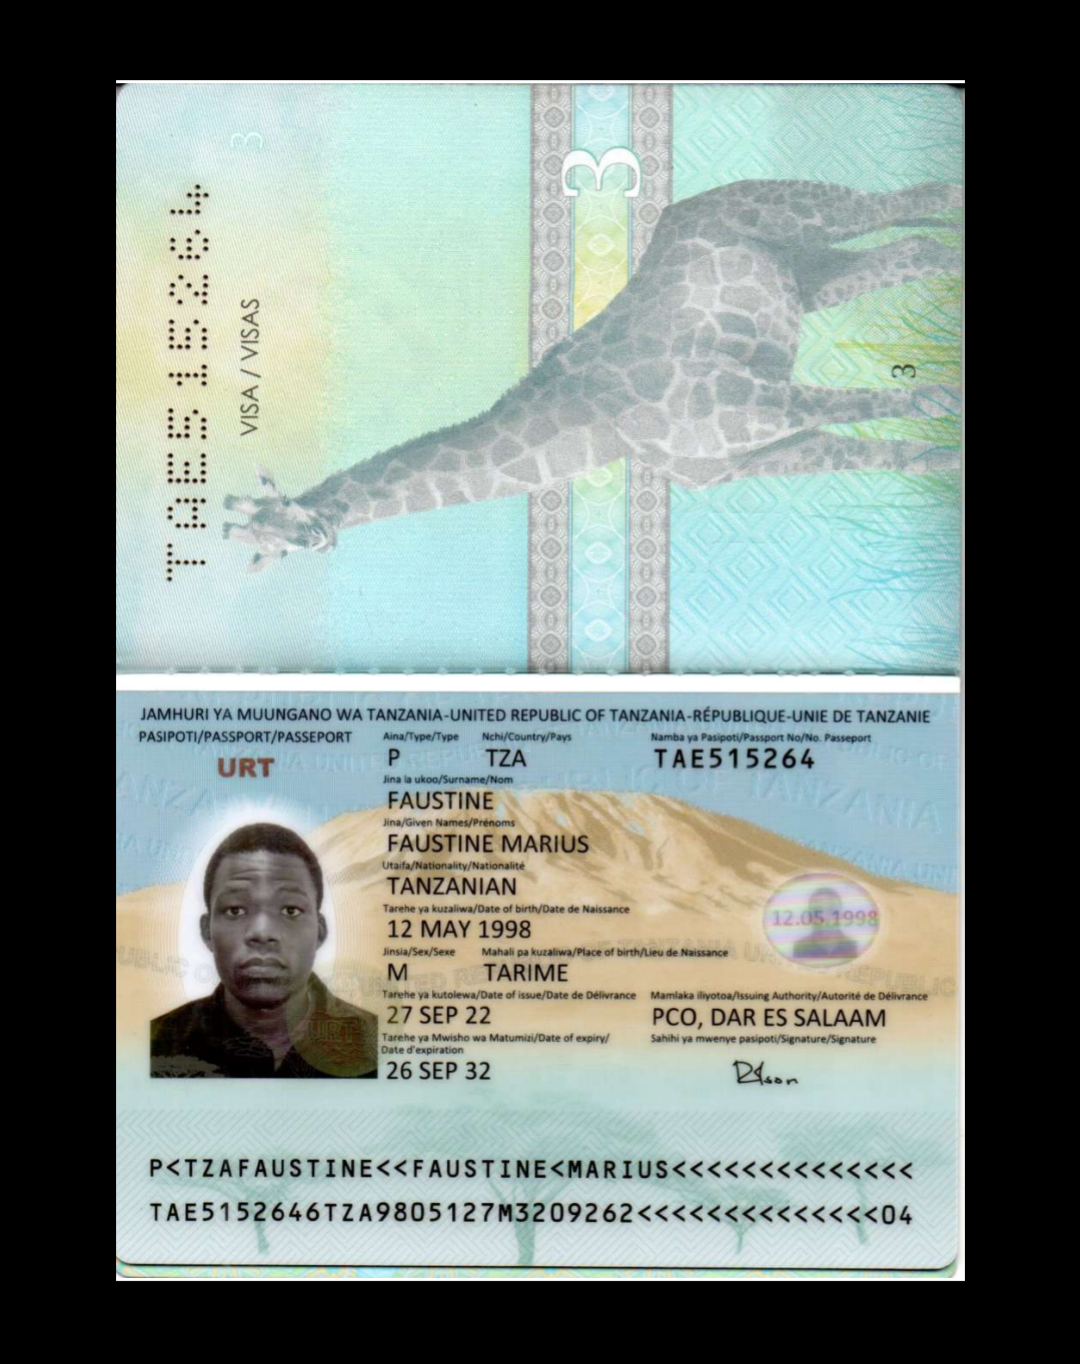 TAE515264
VISA / VISAS
3
3
3
JAMHURI YA MUUNGANO WA TANZANIA-UNITED REPUBLIC OF TANZANIA-RÉPUBLIQUE-UNIE DE TANZANIE
PASIPOTI/PASSPORT/PASSEPORT Aina/Type/Type Nchi/Country/Pays Namba ya Pasipoti/Passport No/No. Passeport
URT P TZA TAE515264
Jina la ukoo/Surname/Nom
FAUSTINE
Jina/Given Names/Prénoms
FAUSTINE MARIUS
Utaifa/Nationality/Nationalité
TANZANIAN
Tarehe ya kuzaliwa/Date of birth/Date de Naissance
12 MAY 1998
12.05.1998
Jinsia/Sex/Sexe Mahali pa kuzaliwa/Place of birth/Lieu de Naissance
M TARIME
Tarehe ya kutolewa/Date of issue/Date de Délivrance Mamlaka iliyotoa/Issuing Authority/Autorité de Délivrance
27 SEP 22 PCO, DAR ES SALAAM
Tarehe ya Mwisho wa Matumizi/Date of expiry/ Sahihi ya mwenye pasipoti/Signature/Signature
Date d'expiration
26 SEP 32
URT
P<TZAFAUSTINE<<FAUSTINE<MARIUS<<<<<<<<<<<<<<
TAE5152646TZA9805127M3209262<<<<<<<<<<<<<<04